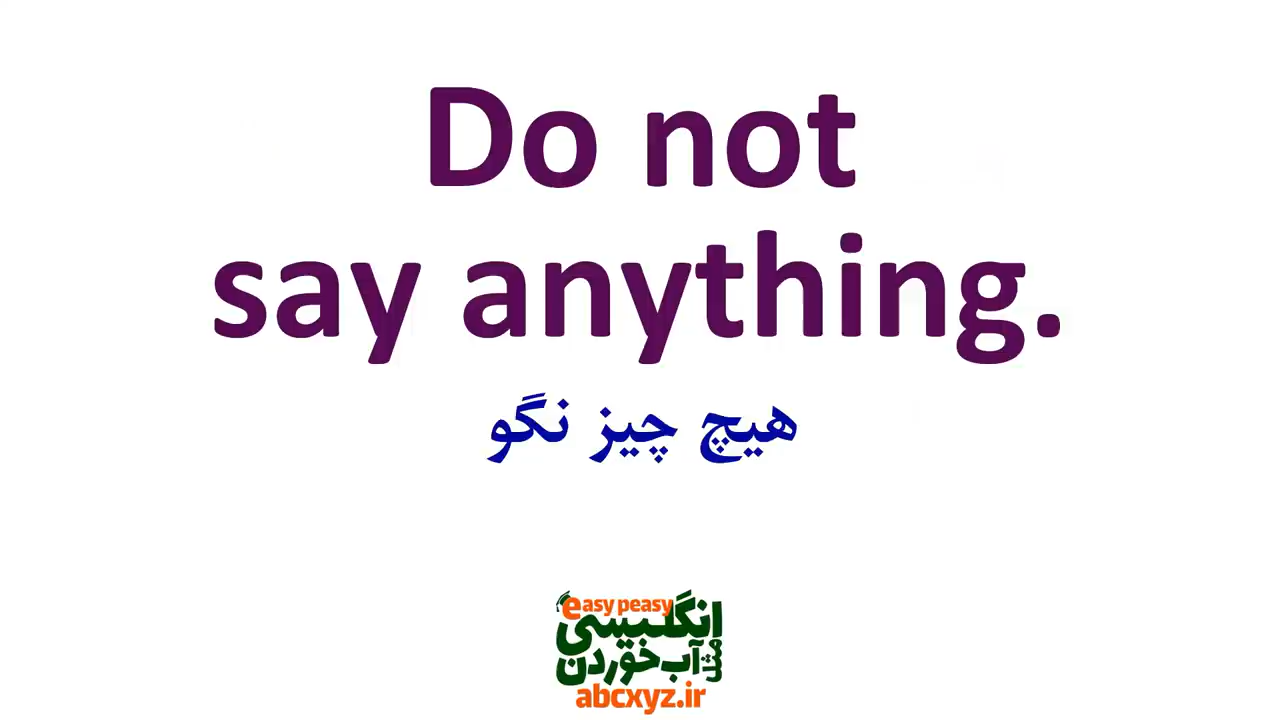 Do not
say anything.
هیچ چیز نگو
easy peasy
انگلیسی
مثل آب خوردن
abcxyz.ir